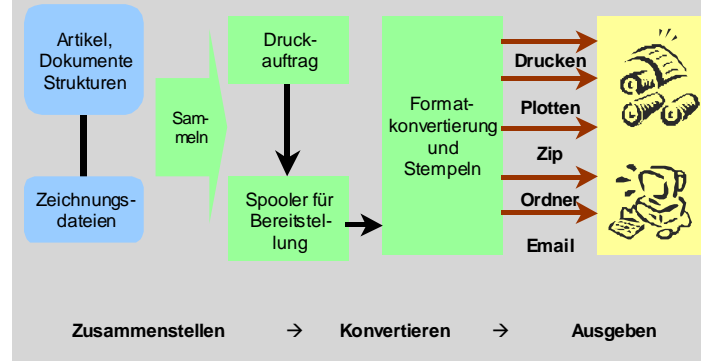 Artikel,
Dokumente
Strukturen
Zeichnungs-
dateien
Sam-
meln
Druck-
auftrag
Spooler für
Bereitstel-
lung
Format-
konvertierung
und
Stempeln
Drucken
Plotten
Zip
Ordner
Email
Zusammenstellen → Konvertieren → Ausgeben